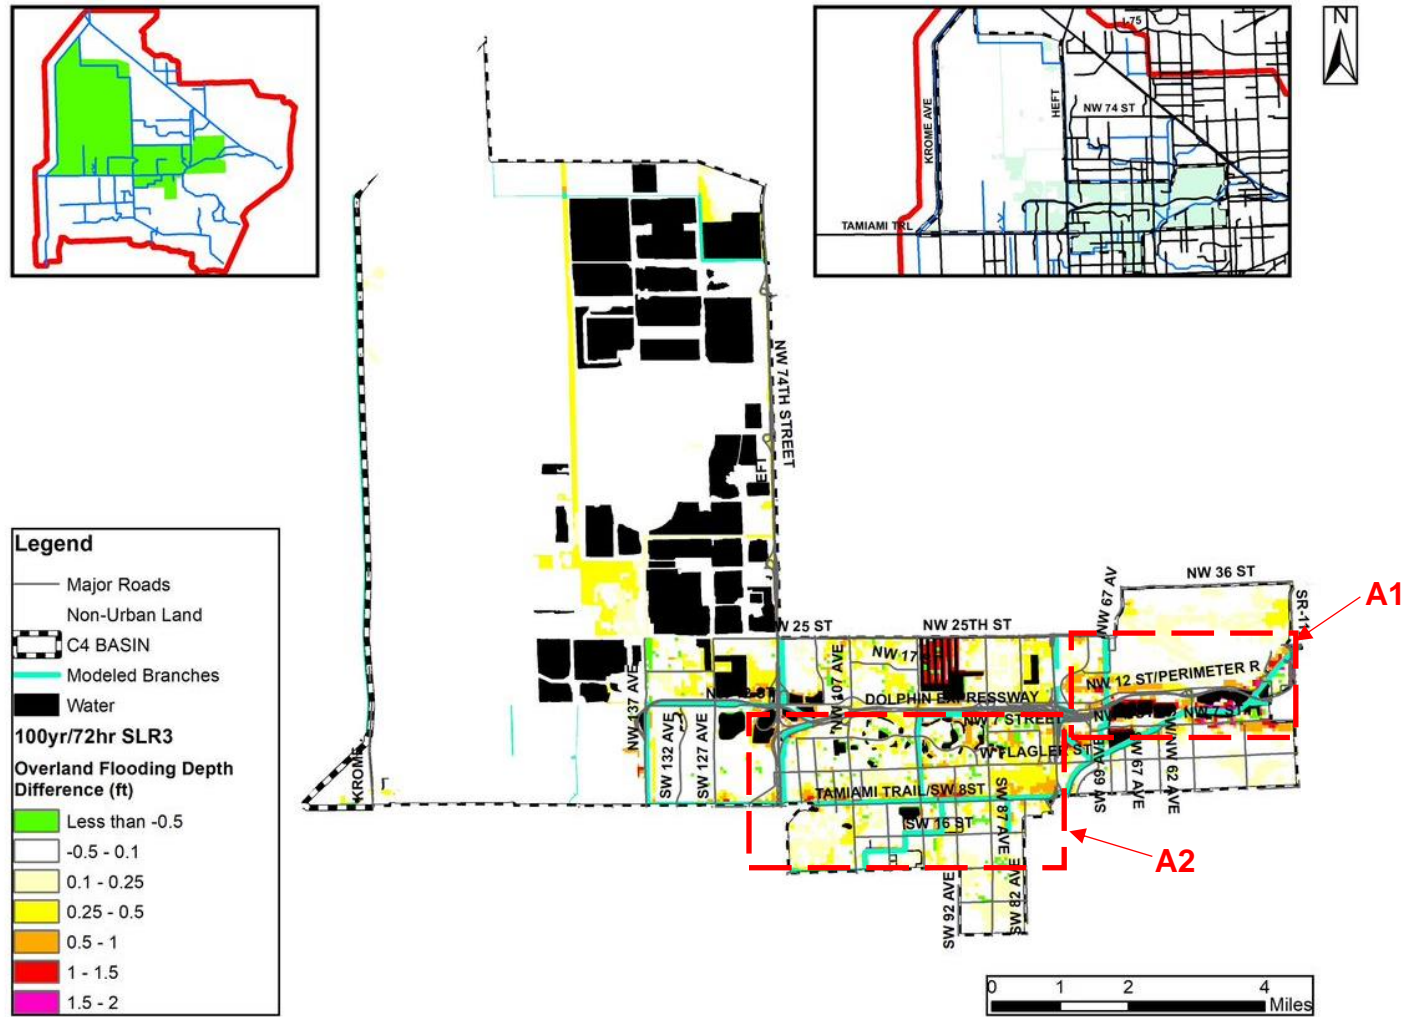 I-75
KROME AVE
HEFT
NW 74 ST
TAMIAMI TRL
N
NW 74TH STREET
EFT
NW 36 ST
NW 67 AV
SR-11
A1
W 25 ST
NW 25TH ST
NW 17
NW 107 AVE
NW 12 ST/PERIMETER R
DOLPHIN EXPRESSWAY
NW 7 STREET
NW 7 ST
W FLAGLER ST
NW 137 AVE
SW 132 AVE
SW 127 AVE
SW 69 AVE
SW 67 AVE
W/NW 62 AVE
TAMIAMI TRAIL/SW 8ST
SW 87 AVE
SW 16 ST
A2
SW 92 AVE
SW 82 AVE
KROME
Legend
Major Roads
Non-Urban Land
C4 BASIN
Modeled Branches
Water
100yr/72hr SLR3
Overland Flooding Depth
Difference (ft)
Less than -0.5
-0.5 - 0.1
0.1 - 0.25
0.25 - 0.5
0.5 - 1
1 - 1.5
1.5 - 2
0 1 2 4
Miles